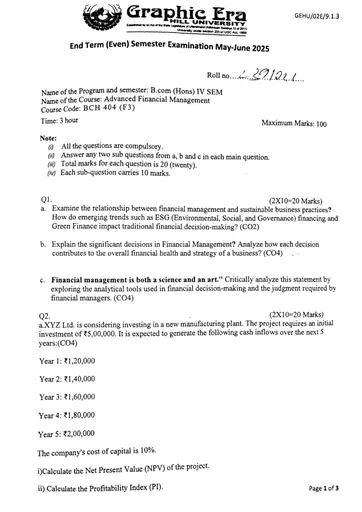 Graphic Era
HILL UNIVERSITY
GEHU/02E/9.1.3
End Term (Even) Semester Examination May-June 2025
Roll no....
Name of the Program and semester: B.com (Hons) IV SEM
Name of the Course: Advanced Financial Management
Course Code: BCH 404 (F3)
Time: 3 hour Maximum Marks: 100
Note:
(i) All the questions are compulsory.
(ii) Answer any two sub questions from a, b and c in each main question.
(iii) Total marks for each question is 20 (twenty).
(iv) Each sub-question carries 10 marks.
Q1. (2X10=20 Marks)
a. Examine the relationship between financial management and sustainable business practices?
How do emerging trends such as ESG (Environmental, Social, and Governance) financing and
Green Finance impact traditional financial decision-making? (CO2)
b. Explain the significant decisions in Financial Management? Analyze how each decision
contributes to the overall financial health and strategy of a business? (CO4)
c. Financial management is both a science and an art." Critically analyze this statement by
exploring the analytical tools used in financial decision-making and the judgment required by
financial managers. (CO4)
Q2. (2X10=20 Marks)
a.XYZ Ltd. is considering investing in a new manufacturing plant. The project requires an initial
investment of ₹5,00,000. It is expected to generate the following cash inflows over the next 5
years:(CO4)
Year 1: ₹1,20,000
Year 2: ₹1,40,000
Year 3: ₹1,60,000
Year 4: ₹1,80,000
Year 5: ₹2,00,000
The company's cost of capital is 10%.
i)Calculate the Net Present Value (NPV) of the project.
ii) Calculate the Profitability Index (PI).
Page 1 of 3